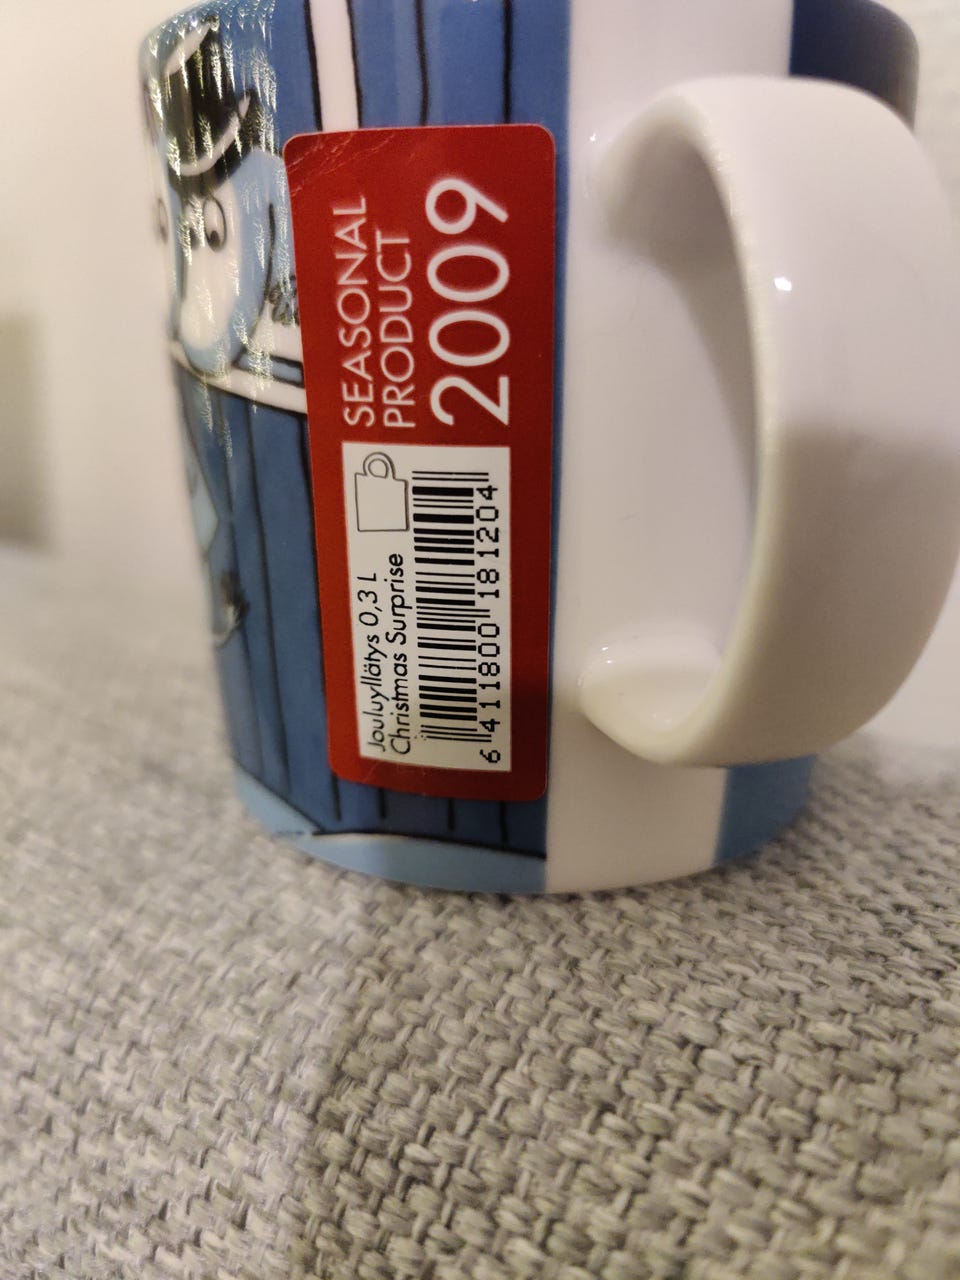 SEASONAL
PRODUCT
2009
Jouluyllätys 0,3 L
Christmas Surprise
6 411800 181204